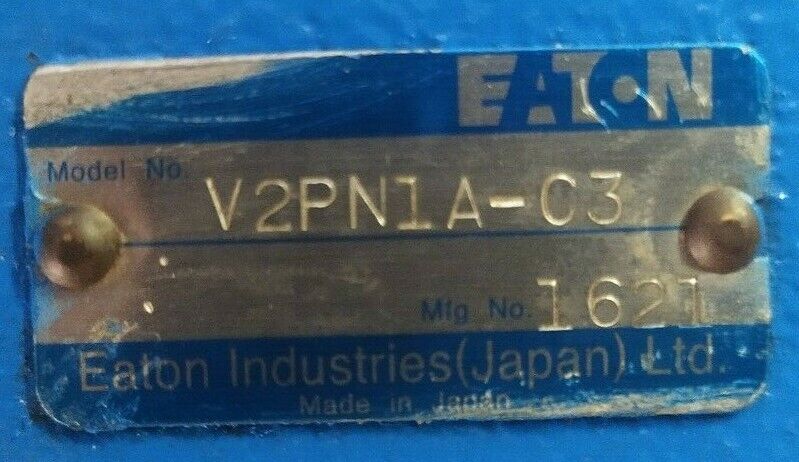 EATON
Model No. V2PN1A-C3
Mfg No. 1621
Eaton Industries(Japan) Ltd.
Made in Japan